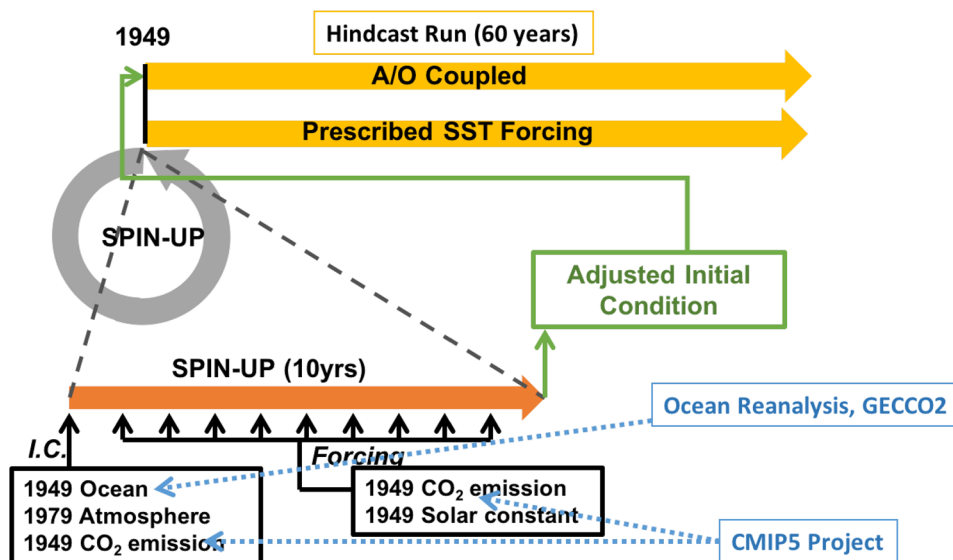 1949
Hindcast Run (60 years)
A/O Coupled
Prescribed SST Forcing
SPIN-UP
Adjusted Initial
Condition
SPIN-UP (10yrs)
Ocean Reanalysis, GECCO2
I.C.
Forcing
1949 Ocean
1979 Atmosphere
1949 CO₂ emission
1949 CO₂ emission
1949 Solar constant
CMIP5 Project